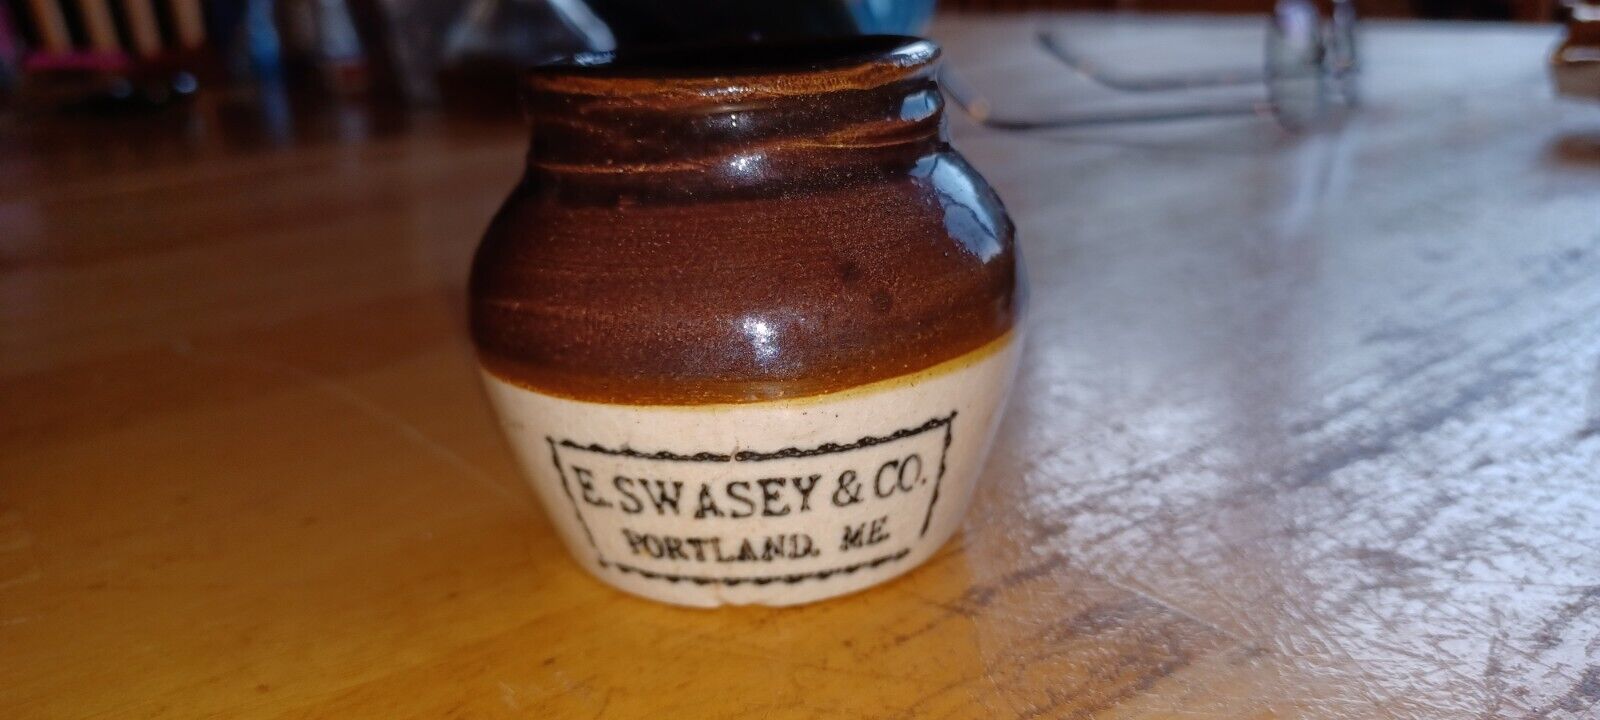 E. SWASEY & CO.
PORTLAND. ME.